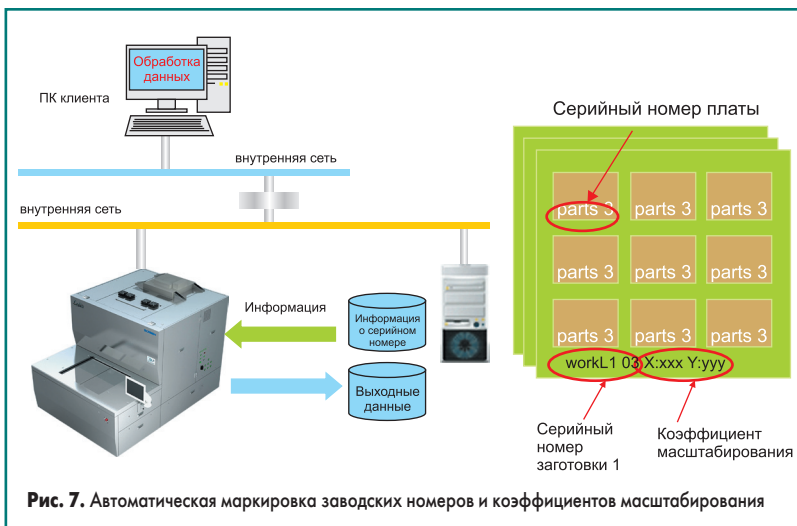 Обработка
данных
ПК клиента
внутренняя сеть
внутренняя сеть
Информация
Информация
о серийном
номере
Выходные
данные
Серийный номер платы
parts 3 parts 3 parts 3
parts 3 parts 3 parts 3
parts 3 parts 3 parts 3
workL1 03 X:xxx Y:yyy
Серийный
номер
заготовки 1
Коэффициент
масштабирования
Рис. 7. Автоматическая маркировка заводских номеров и коэффициентов масштабирования